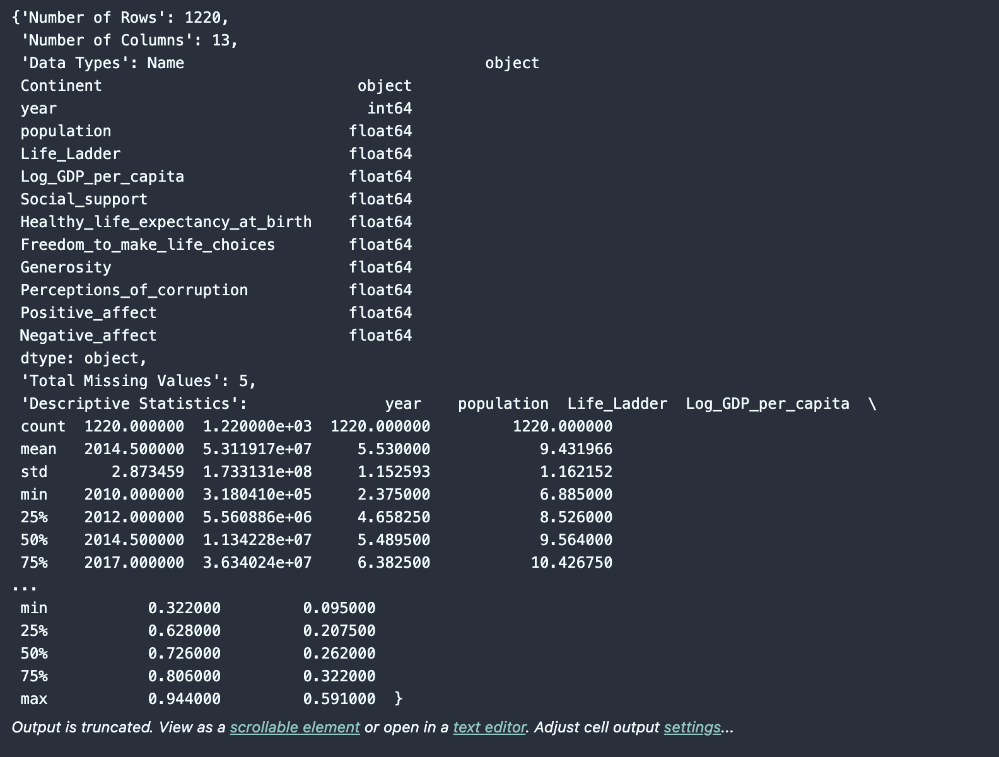 {'Number of Rows': 1220,
 'Number of Columns': 13,
 'Data Types': Name                                 object
 Continent                            object
 year                                  int64
 population                          float64
 Life_Ladder                         float64
 Log_GDP_per_capita                  float64
 Social_support                      float64
 Healthy_life_expectancy_at_birth    float64
 Freedom_to_make_life_choices        float64
 Generosity                          float64
 Perceptions_of_corruption           float64
 Positive_affect                     float64
 Negative_affect                     float64
 dtype: object,
 'Total Missing Values': 5,
 'Descriptive Statistics':               year    population  Life_Ladder  Log_GDP_per_capita  \
 count  1220.000000  1.220000e+03  1220.000000         1220.000000
 mean   2014.500000  5.311917e+07     5.530000            9.431966
 std       2.873459  1.733131e+08     1.152593            1.162152
 min    2010.000000  3.180410e+05     2.375000            6.885000
 25%    2012.000000  5.560886e+06     4.658250            8.526000
 50%    2014.500000  1.134228e+07     5.489500            9.564000
 75%    2017.000000  3.634024e+07     6.382500           10.426750
...
 min           0.322000         0.095000
 25%           0.628000         0.207500
 50%           0.726000         0.262000
 75%           0.806000         0.322000
 max           0.944000         0.591000  }
Output is truncated. View as a scrollable element or open in a text editor. Adjust cell output settings...